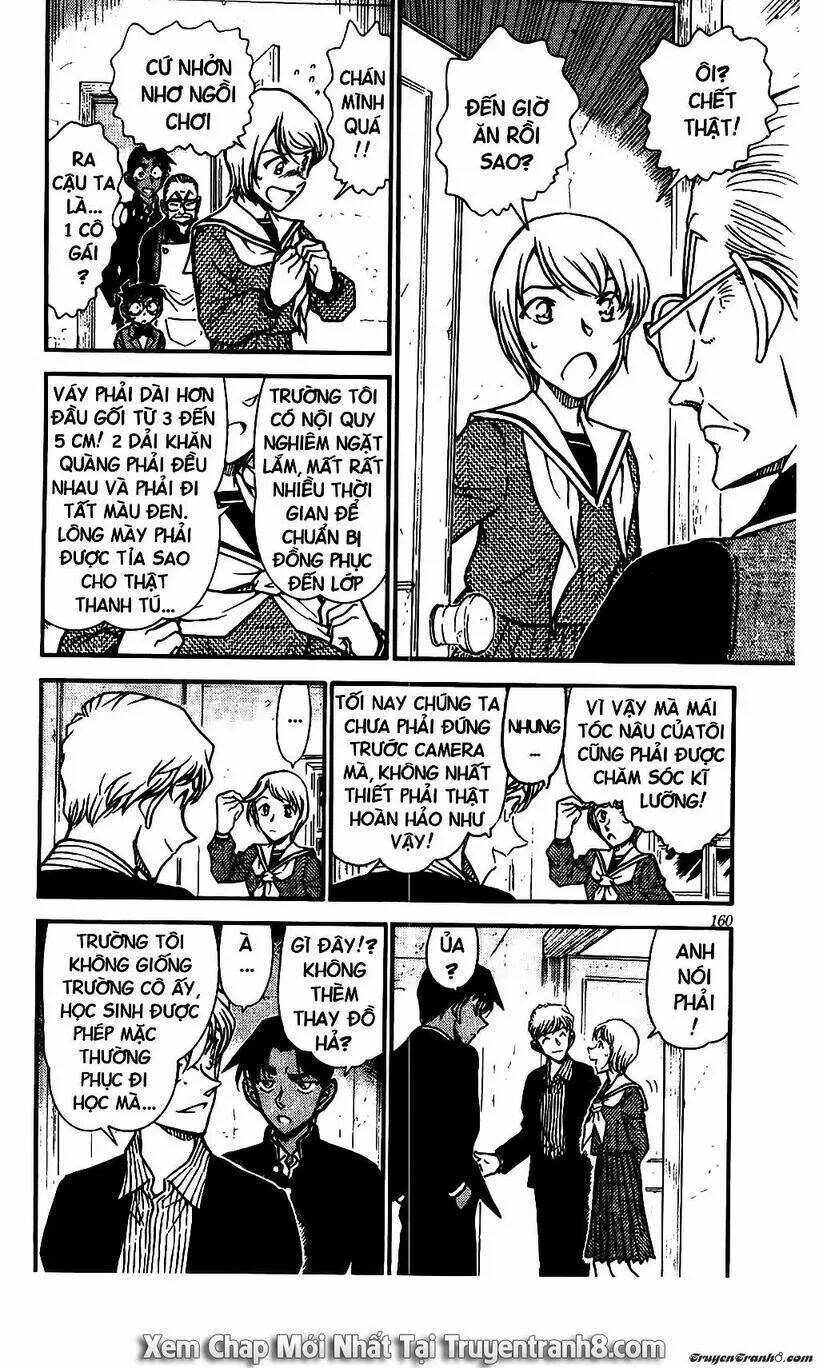 ÔI?
CHẾT
THẬT!
ĐẾN GIỜ
ĂN RỒI
SAO?
CHÁN
MÌNH
QUÁ
!!
CỨ NHỞN
NHƠ NGỒI
CHƠI
RA
CẬU TA
LÀ...
1 CÔ
GÁI
?
TRƯỜNG TÔI
CÓ NỘI QUY
NGHIÊM NGẶT
LẮM, MẤT RẤT
NHIỀU THỜI
GIAN ĐỂ
CHUẨN BỊ
ĐỒNG PHỤC
ĐẾN LỚP
VÁY PHẢI DÀI HƠN
ĐẦU GỐI TỪ 3 ĐẾN
5 CM! 2 DẢI KHĂN
QUÀNG PHẢI ĐỀU
NHAU VÀ PHẢI ĐI
TẤT MÀU ĐEN.
LÔNG MÀY PHẢI
ĐƯỢC TỈA SAO
CHO THẬT
THANH TÚ...
VÌ VẬY MÀ MÁI
TÓC NÂU CỦATÔI
CŨNG PHẢI ĐƯỢC
CHĂM SÓC KĨ
LƯỠNG!
NHƯNG
...
TỐI NAY CHÚNG TA
CHƯA PHẢI ĐỨNG
TRƯỚC CAMERA
MÀ, KHÔNG NHẤT
THIẾT PHẢI THẬT
HOÀN HẢO NHƯ
VẬY!
...
160
ANH
NÓI
PHẢI
!
ỦA
?
GÌ ĐÂY!?
KHÔNG
THÈM
THAY ĐỒ
HẢ?
À
...
TRƯỜNG TÔI
KHÔNG GIỐNG
TRƯỜNG CÔ ẤY,
HỌC SINH ĐƯỢC
PHÉP MẶC
THƯỜNG
PHỤC ĐI
HỌC MÀ...
Xem Chap Mới Nhất Tại Truyentranh8.com
TruyenTranh8.com